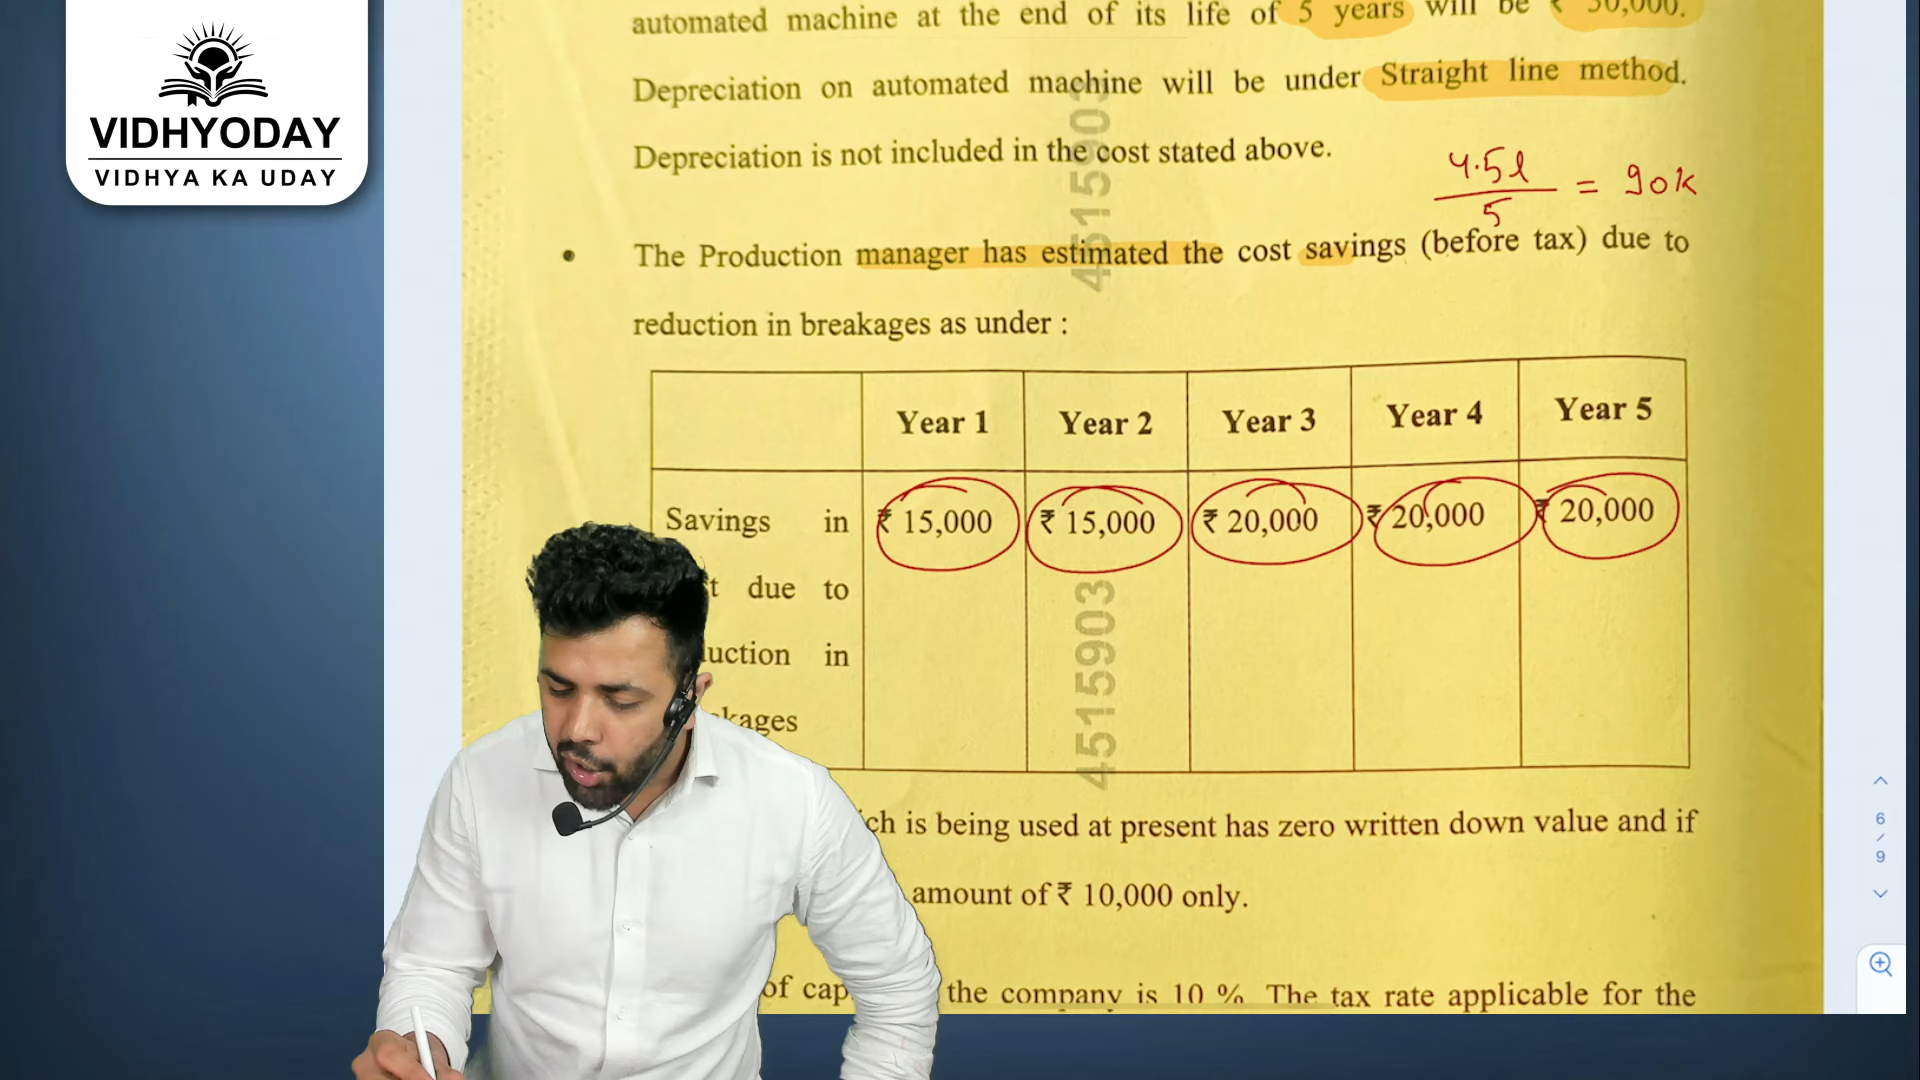 VIDHYODAY
VIDHYA KA UDAY
automated machine at the end of its life of 5 years will be ₹ 50,000.
Depreciation on automated machine will be under Straight line method.
Depreciation is not included in the cost stated above.
4.5l
5
= 90k
• The Production manager has estimated the cost savings (before tax) due to
reduction in breakages as under :
Year 1 Year 2 Year 3 Year 4 Year 5
Savings in ₹ 15,000 ₹ 15,000 ₹ 20,000 ₹ 20,000 ₹ 20,000
t due to
uction in
kages
4515903
4515903
ch is being used at present has zero written down value and if
amount of ₹ 10,000 only.
of cap the company is 10 %. The tax rate applicable for the
6
/
9